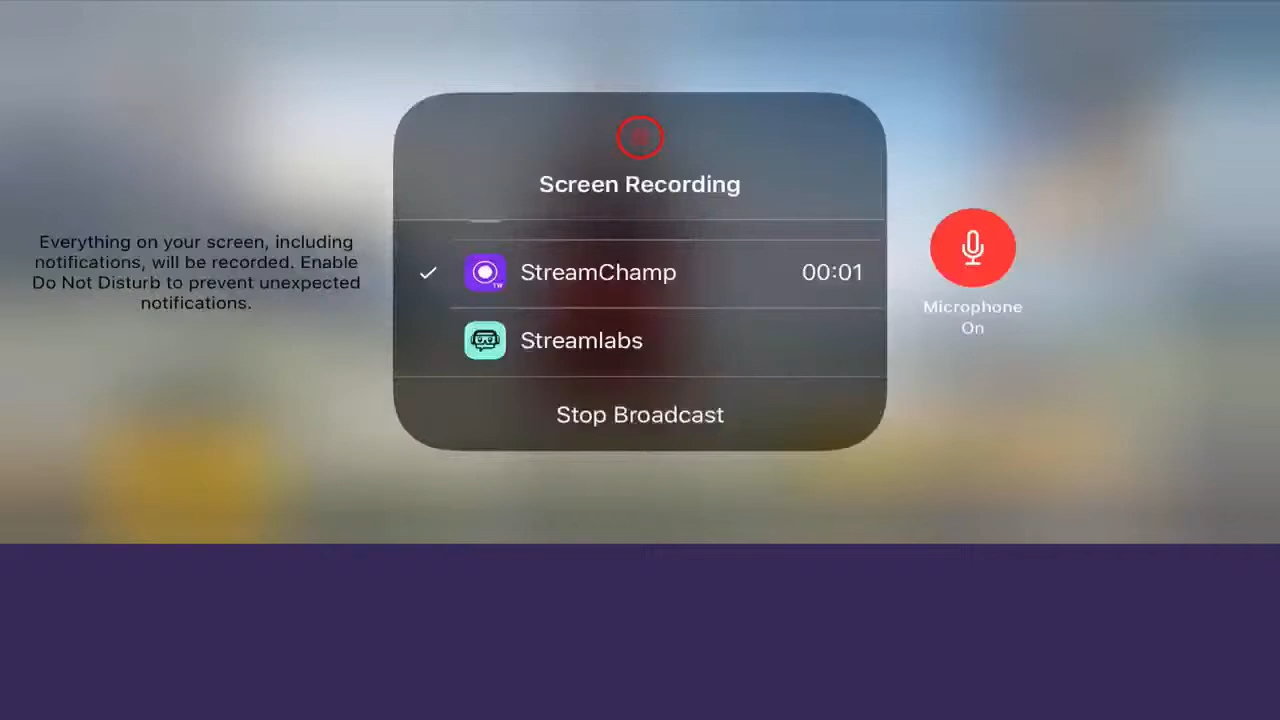 Screen Recording
Everything on your screen, including
notifications, will be recorded. Enable
Do Not Disturb to prevent unexpected
notifications.
StreamChamp 00:01
TW
Streamlabs
Stop Broadcast
Microphone
On